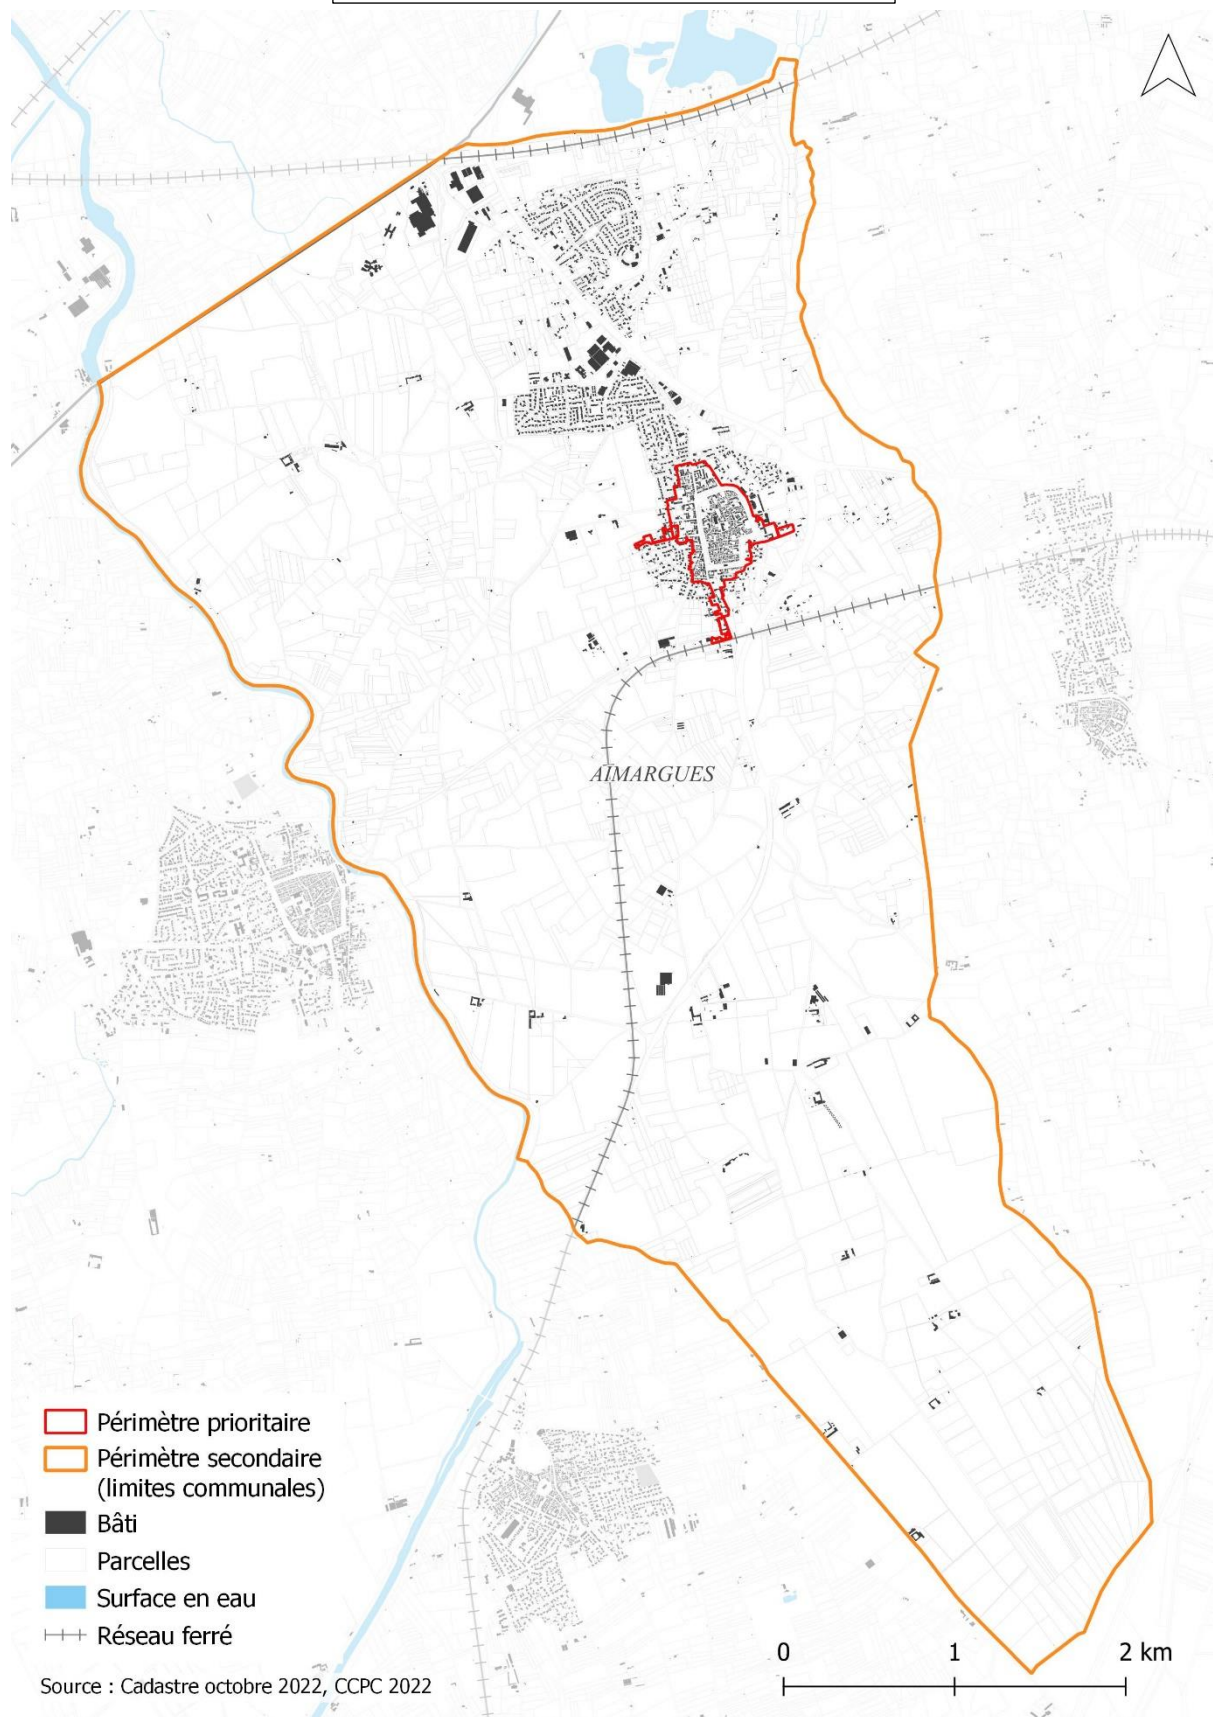 AIMARGUES
Périmètre prioritaire
Périmètre secondaire
(limites communales)
Bâti
Parcelles
Surface en eau
Réseau ferré
0 1 2 km
Source : Cadastre octobre 2022, CCPC 2022